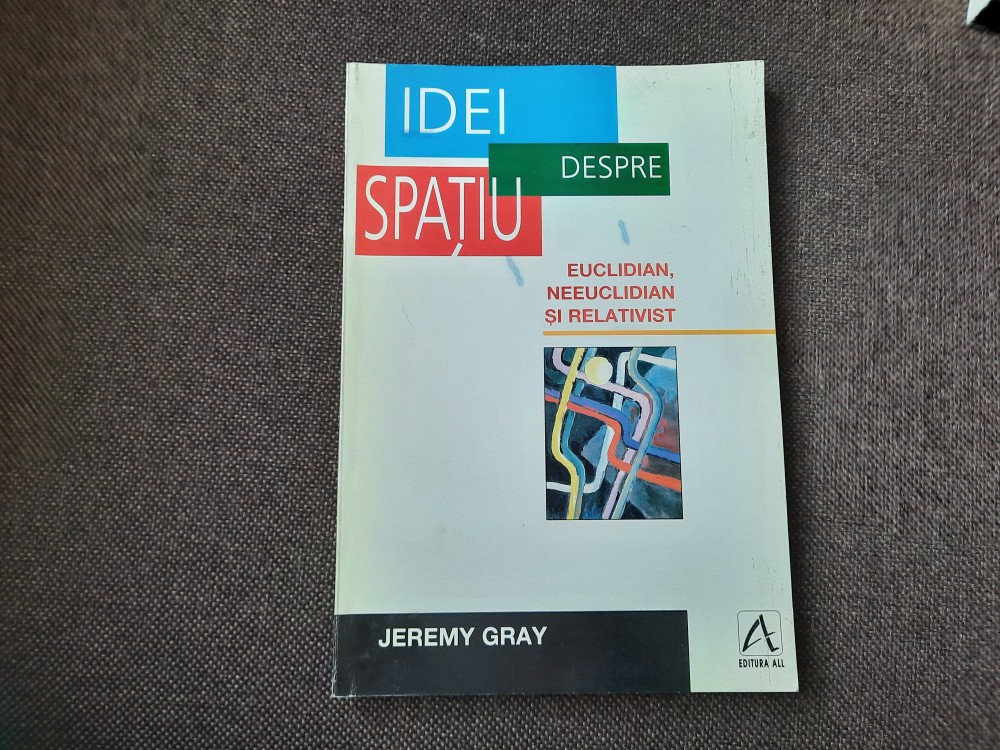 IDEI
DESPRE
SPAȚIU
EUCLIDIAN,
NEEUCLIDIAN
ȘI RELATIVIST
JEREMY GRAY
EDITURA ALL